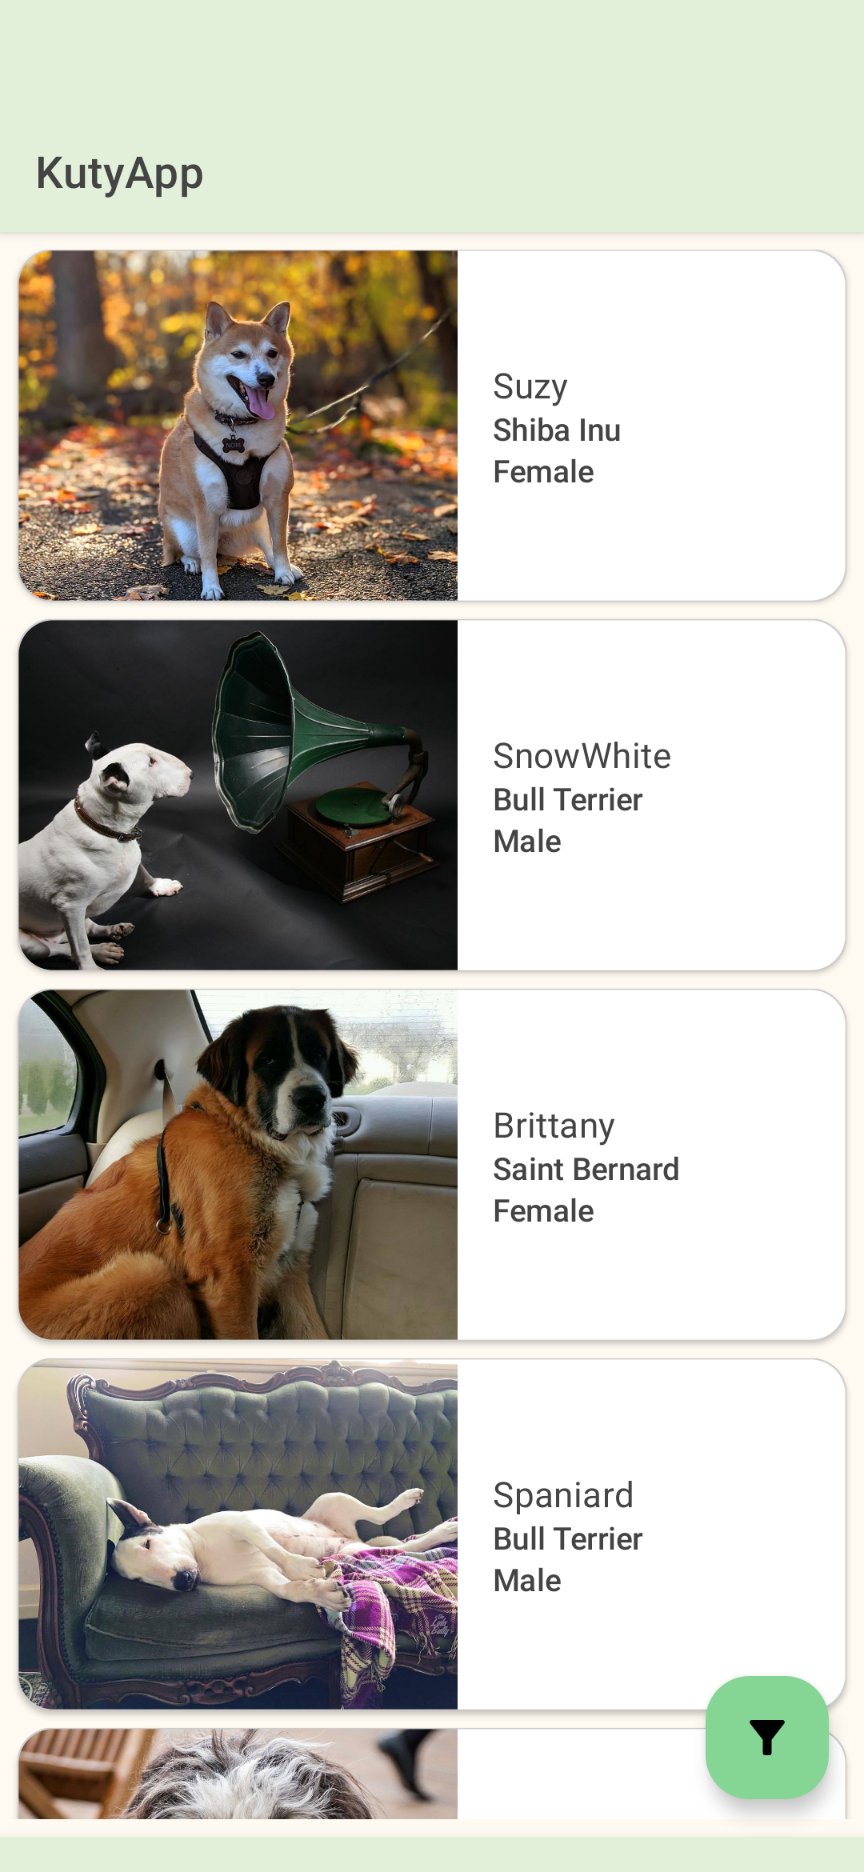 KutyApp
Suzy
Shiba Inu
Female
SnowWhite
Bull Terrier
Male
Brittany
Saint Bernard
Female
Spaniard
Bull Terrier
Male